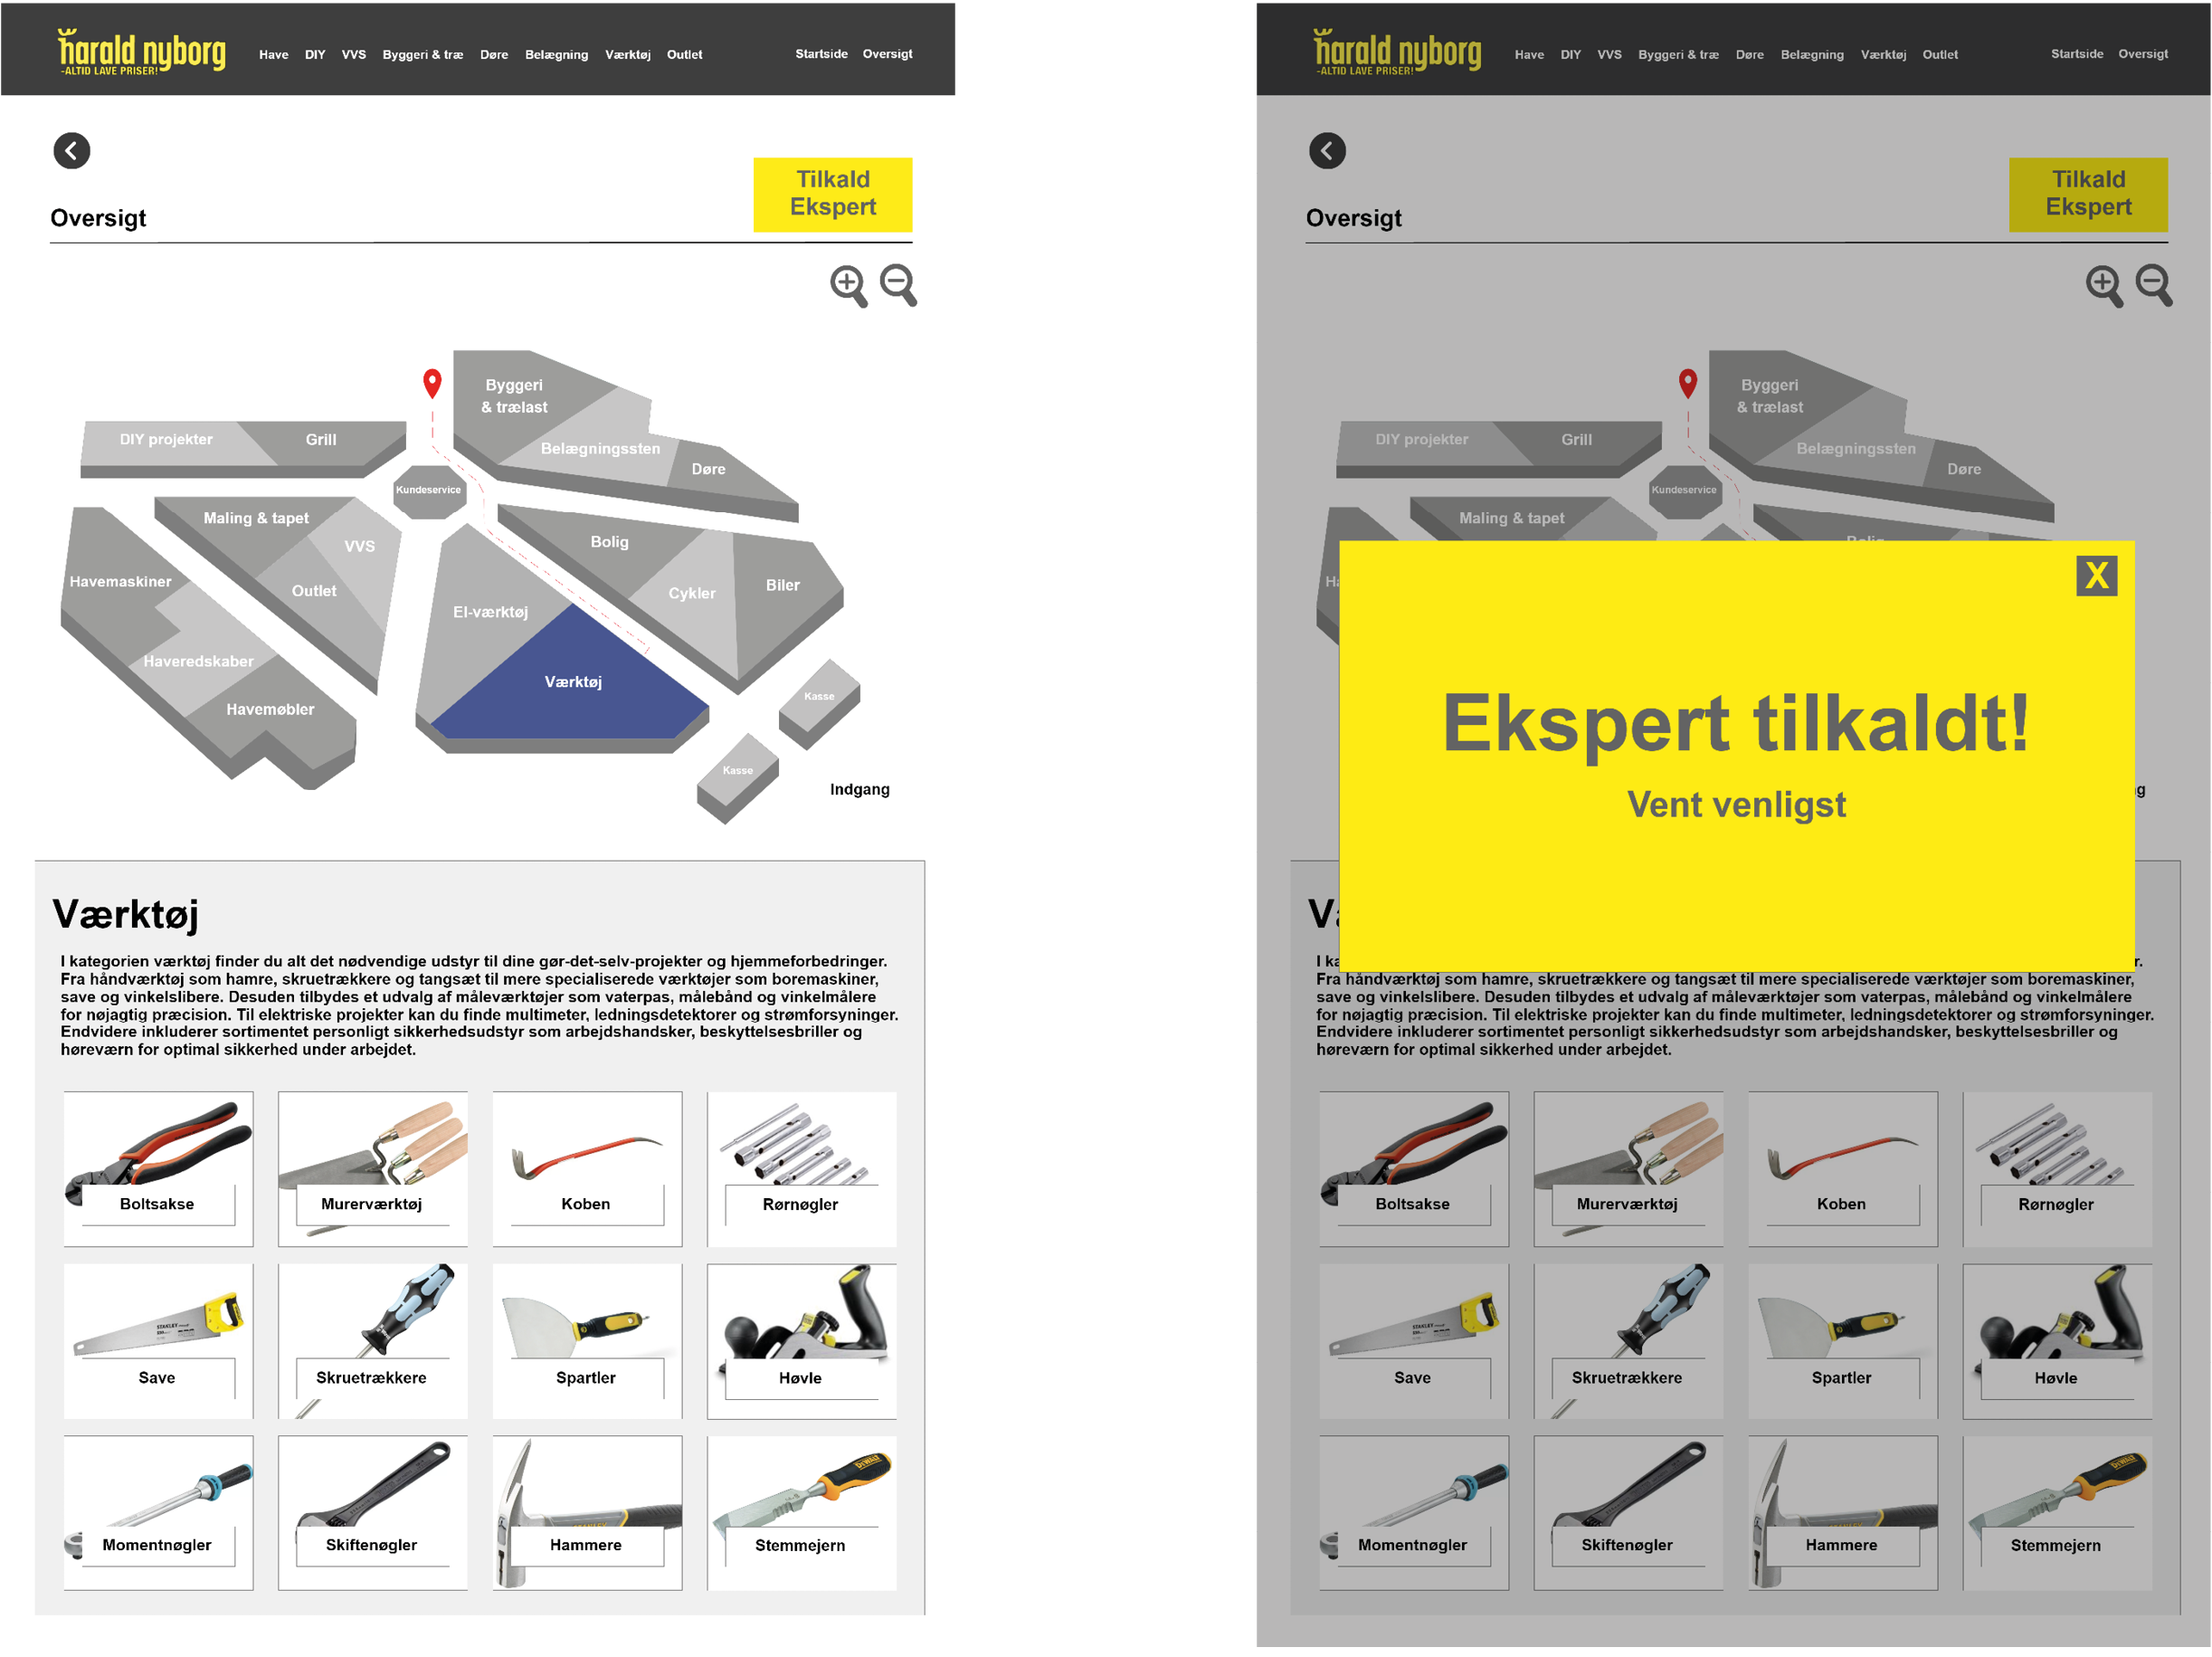 harald nyborg
-ALTID LAVE PRISER!
Have DIY VVS Byggeri & træ Døre Belægning Værktøj Outlet Startside Oversigt
Tilkald
Ekspert
Oversigt
Byggeri
& trælast
DIY projekter
Grill
Belægningssten
Døre
Kundeservice
Maling & tapet
VVS
Bolig
Havemaskiner
Outlet
Cykler
Biler
El-værktøj
Haveredskaber
Værktøj
Kasse
Havemøbler
Kasse
Indgang
Værktøj
I kategorien værktøj finder du alt det nødvendige udstyr til dine gør-det-selv-projekter og hjemmeforbedringer.
Fra håndværktøj som hamre, skruetrækkere og tangsæt til mere specialiserede værktøjer som boremaskiner,
save og vinkelslibere. Desuden tilbydes et udvalg af måleværktøjer som vaterpas, målebånd og vinkelmålere
for nøjagtig præcision. Til elektriske projekter kan du finde multimeter, ledningsdetektorer og strømforsyninger.
Endvidere inkluderer sortimentet personligt sikkerhedsudstyr som arbejdshandsker, beskyttelsesbriller og
høreværn for optimal sikkerhed under arbejdet.
Boltsakse
Murerværktøj
Koben
Rørnøgler
STANLEY
Save
Skruetrækkere
Spartler
Høvle
DEWALT
Momentnøgler
Skiftenøgler
Hammere
Stemmejern
harald nyborg
-ALTID LAVE PRISER!
Have DIY VVS Byggeri & træ Døre Belægning Værktøj Outlet Startside Oversigt
Tilkald
Ekspert
Oversigt
Byggeri
& trælast
DIY projekter
Grill
Belægningssten
Døre
Kundeservice
Maling & tapet
X
Ekspert tilkaldt!
Vent venligst
Fra håndværktøj som hamre, skruetrækkere og tangsæt til mere specialiserede værktøjer som boremaskiner,
save og vinkelslibere. Desuden tilbydes et udvalg af måleværktøjer som vaterpas, målebånd og vinkelmålere
for nøjagtig præcision. Til elektriske projekter kan du finde multimeter, ledningsdetektorer og strømforsyninger.
Endvidere inkluderer sortimentet personligt sikkerhedsudstyr som arbejdshandsker, beskyttelsesbriller og
høreværn for optimal sikkerhed under arbejdet.
Boltsakse
Murerværktøj
Koben
Rørnøgler
STANLEY
Save
Skruetrækkere
Spartler
Høvle
DEWALT
Momentnøgler
Skiftenøgler
Hammere
Stemmejern